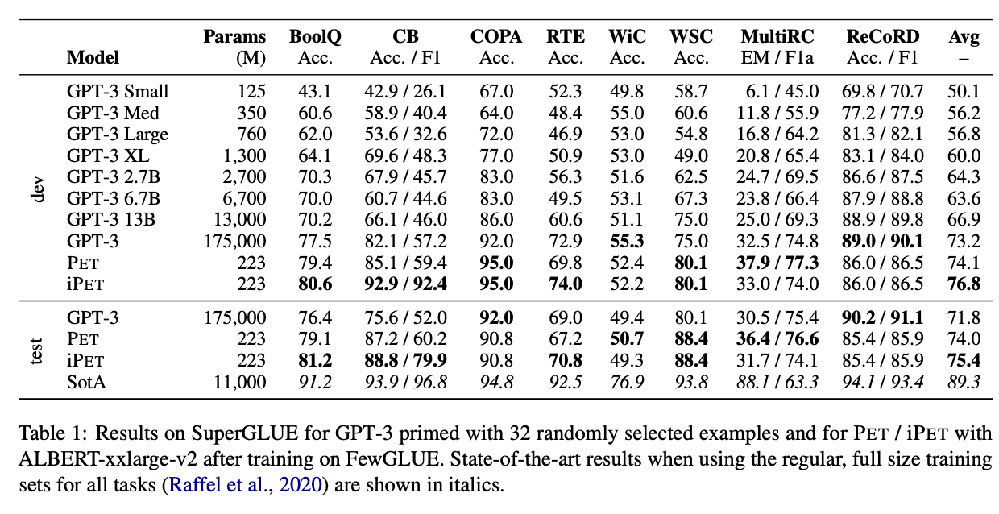 Params BoolQ CB COPA RTE WiC WSC MultiRC ReCoRD Avg
Model (M) Acc. Acc. / F1 Acc. Acc. Acc. Acc. EM / F1a Acc. / F1 –
dev
GPT-3 Small 125 43.1 42.9 / 26.1 67.0 52.3 49.8 58.7 6.1 / 45.0 69.8 / 70.7 50.1
GPT-3 Med 350 60.6 58.9 / 40.4 64.0 48.4 55.0 60.6 11.8 / 55.9 77.2 / 77.9 56.2
GPT-3 Large 760 62.0 53.6 / 32.6 72.0 46.9 53.0 54.8 16.8 / 64.2 81.3 / 82.1 56.8
GPT-3 XL 1,300 64.1 69.6 / 48.3 77.0 50.9 53.0 49.0 20.8 / 65.4 83.1 / 84.0 60.0
GPT-3 2.7B 2,700 70.3 67.9 / 45.7 83.0 56.3 51.6 62.5 24.7 / 69.5 86.6 / 87.5 64.3
GPT-3 6.7B 6,700 70.0 60.7 / 44.6 83.0 49.5 53.1 67.3 23.8 / 66.4 87.9 / 88.8 63.6
GPT-3 13B 13,000 70.2 66.1 / 46.0 86.0 60.6 51.1 75.0 25.0 / 69.3 88.9 / 89.8 66.9
GPT-3 175,000 77.5 82.1 / 57.2 92.0 72.9 55.3 75.0 32.5 / 74.8 89.0 / 90.1 73.2
PET 223 79.4 85.1 / 59.4 95.0 69.8 52.4 80.1 37.9 / 77.3 86.0 / 86.5 74.1
iPET 223 80.6 92.9 / 92.4 95.0 74.0 52.2 80.1 33.0 / 74.0 86.0 / 86.5 76.8
test
GPT-3 175,000 76.4 75.6 / 52.0 92.0 69.0 49.4 80.1 30.5 / 75.4 90.2 / 91.1 71.8
PET 223 79.1 87.2 / 60.2 90.8 67.2 50.7 88.4 36.4 / 76.6 85.4 / 85.9 74.0
iPET 223 81.2 88.8 / 79.9 90.8 70.8 49.3 88.4 31.7 / 74.1 85.4 / 85.9 75.4
SotA 11,000 91.2 93.9 / 96.8 94.8 92.5 76.9 93.8 88.1 / 63.3 94.1 / 93.4 89.3
Table 1: Results on SuperGLUE for GPT-3 primed with 32 randomly selected examples and for PET / iPET with
ALBERT-xxlarge-v2 after training on FewGLUE. State-of-the-art results when using the regular, full size training
sets for all tasks (Raffel et al., 2020) are shown in italics.